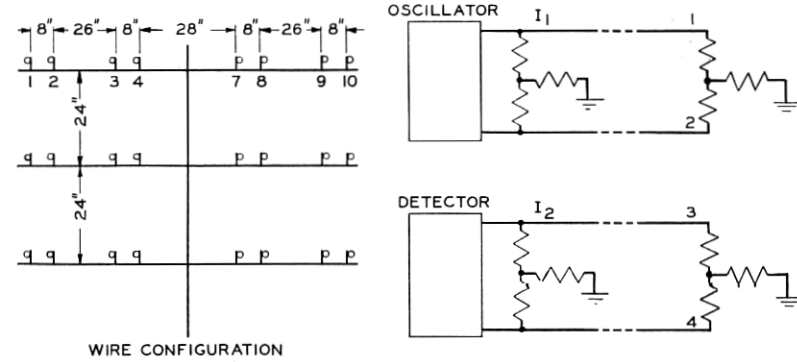 8" 26" 8" 28" 8" 26" 8"
1 2 3 4 7 8 9 10
24"
24"
WIRE CONFIGURATION
OSCILLATOR
I1
1
2
DETECTOR
I2
3
4